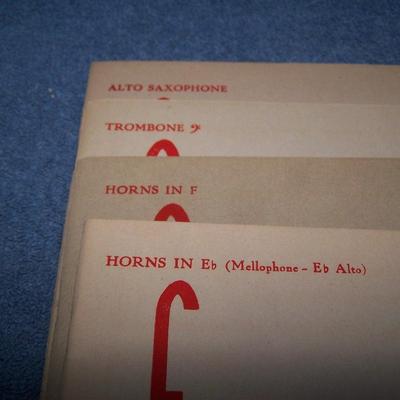 ALTO SAXOPHONE
TROMBONE 𝄢
HORNS IN F
HORNS IN E♭ (Mellophone - E♭ Alto)